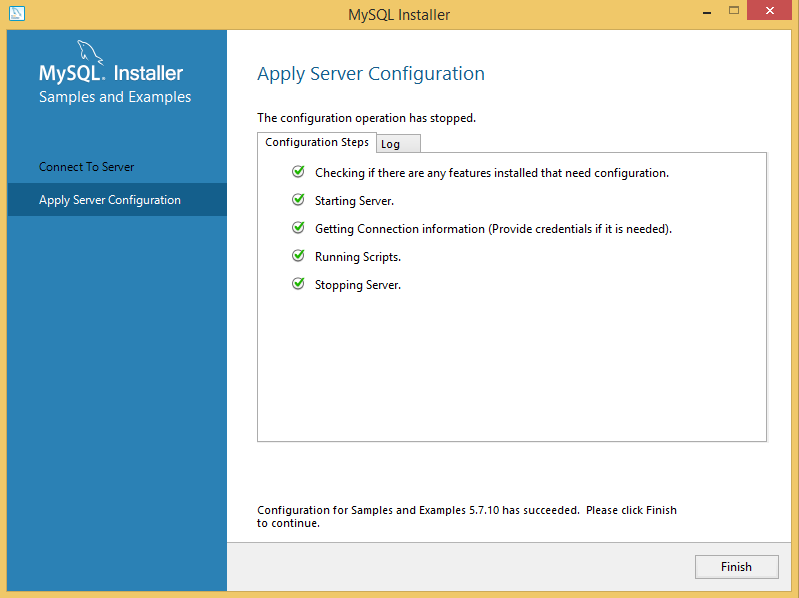 MySQL Installer
MySQL. Installer
Samples and Examples
Connect To Server
Apply Server Configuration
Apply Server Configuration
The configuration operation has stopped.
Configuration Steps
Log
Checking if there are any features installed that need configuration.
Starting Server.
Getting Connection information (Provide credentials if it is needed).
Running Scripts.
Stopping Server.
Configuration for Samples and Examples 5.7.10 has succeeded. Please click Finish
to continue.
Finish